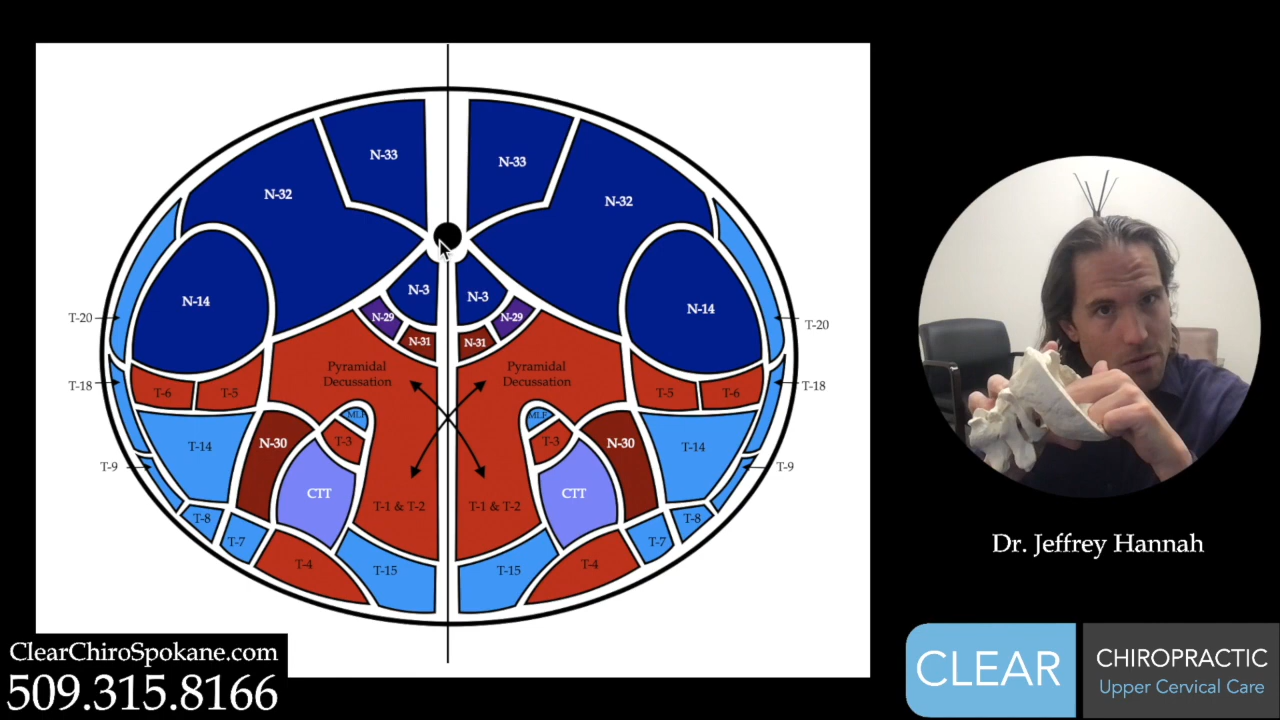 N-33
N-33
N-32
N-32
N-3
N-3
N-14
N-14
N-29
N-29
T-20
T-20
N-31
N-31
Pyramidal
Decussation
Pyramidal
Decussation
T-18
T-18
T-6
T-5
T-5
T-6
MLF
MLF
T-14
N-30
T-3
T-3
N-30
T-14
T-9
T-9
CTT
CTT
T-8
T-1 & T-2
T-1 & T-2
T-8
T-7
T-7
T-4
T-15
T-15
T-4
Dr. Jeffrey Hannah
ClearChiroSpokane.com
509.315.8166
CLEAR
CHIROPRACTIC
Upper Cervical Care